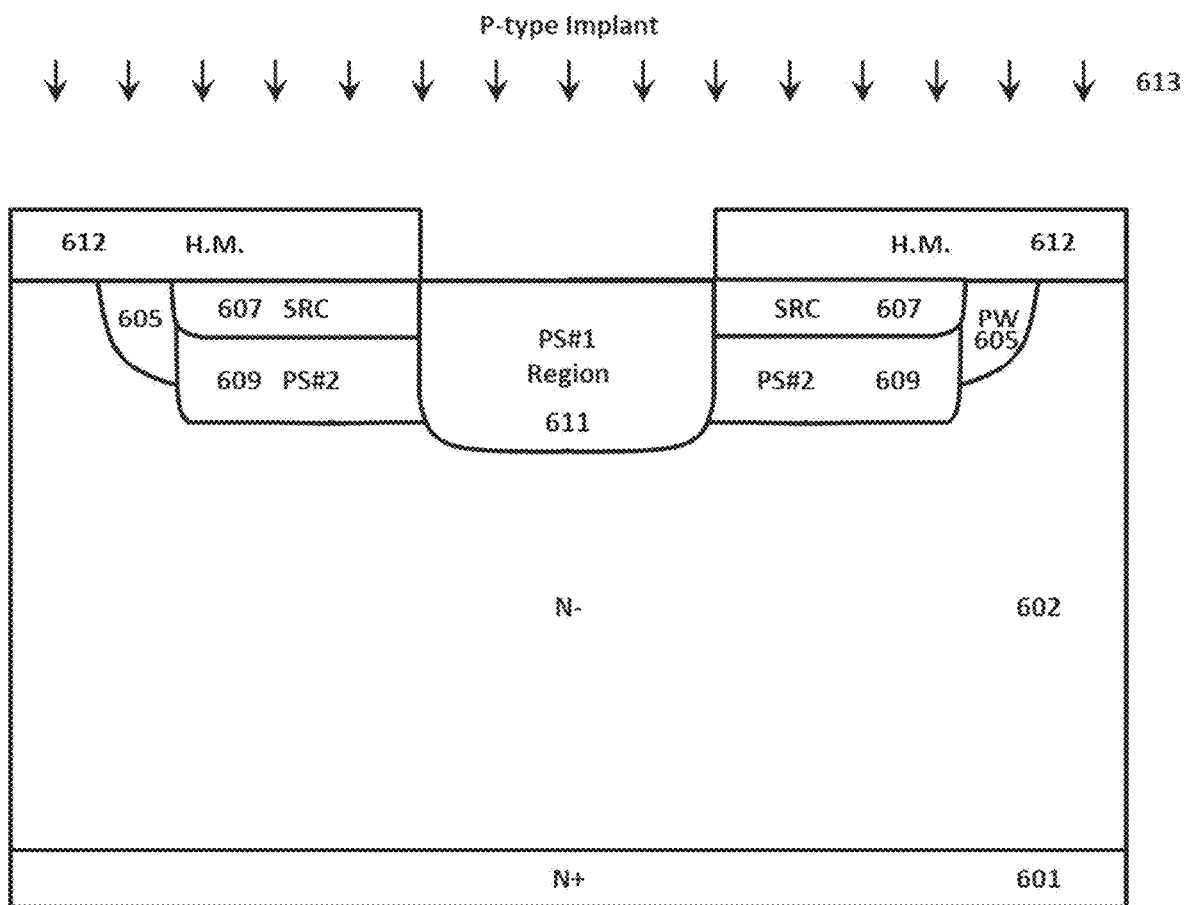 P-type Implant
613
612 H.M.
H.M. 612
605
607 SRC
SRC 607
PW
605
PS#1
Region
611
609 PS#2
PS#2 609
N-
602
N+
601